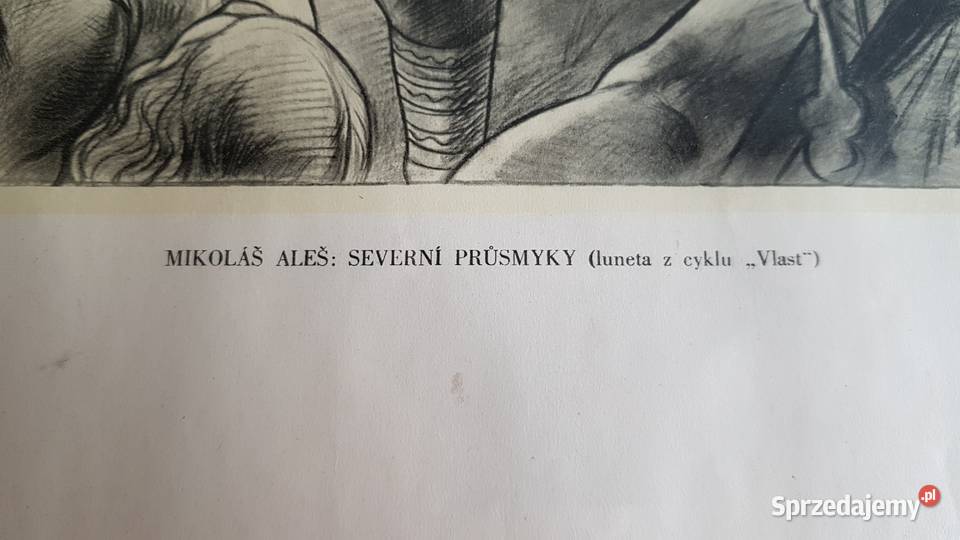 MIKOLÁŠ ALEŠ: SEVERNÍ PRŮSMYKY (luneta z cyklu „Vlast“)
Sprzedajemy.pl